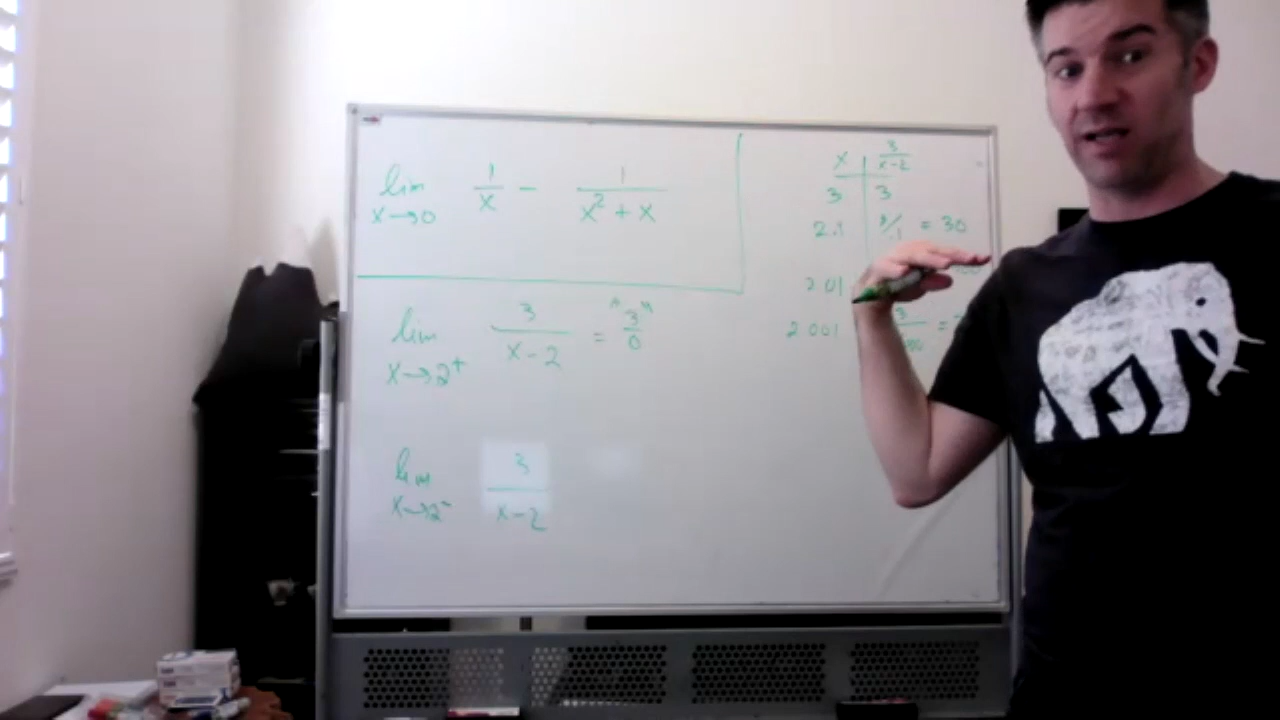 lim x→0 1/x − 1/(x² + x)
lim x→2⁺ 3/(x−2) = "3/0"
lim x→2⁻ 3/(x−2)
x | 3/(x−2)
3 | 3
2.1 | 3/.1 = 30
2.01
2.001 3